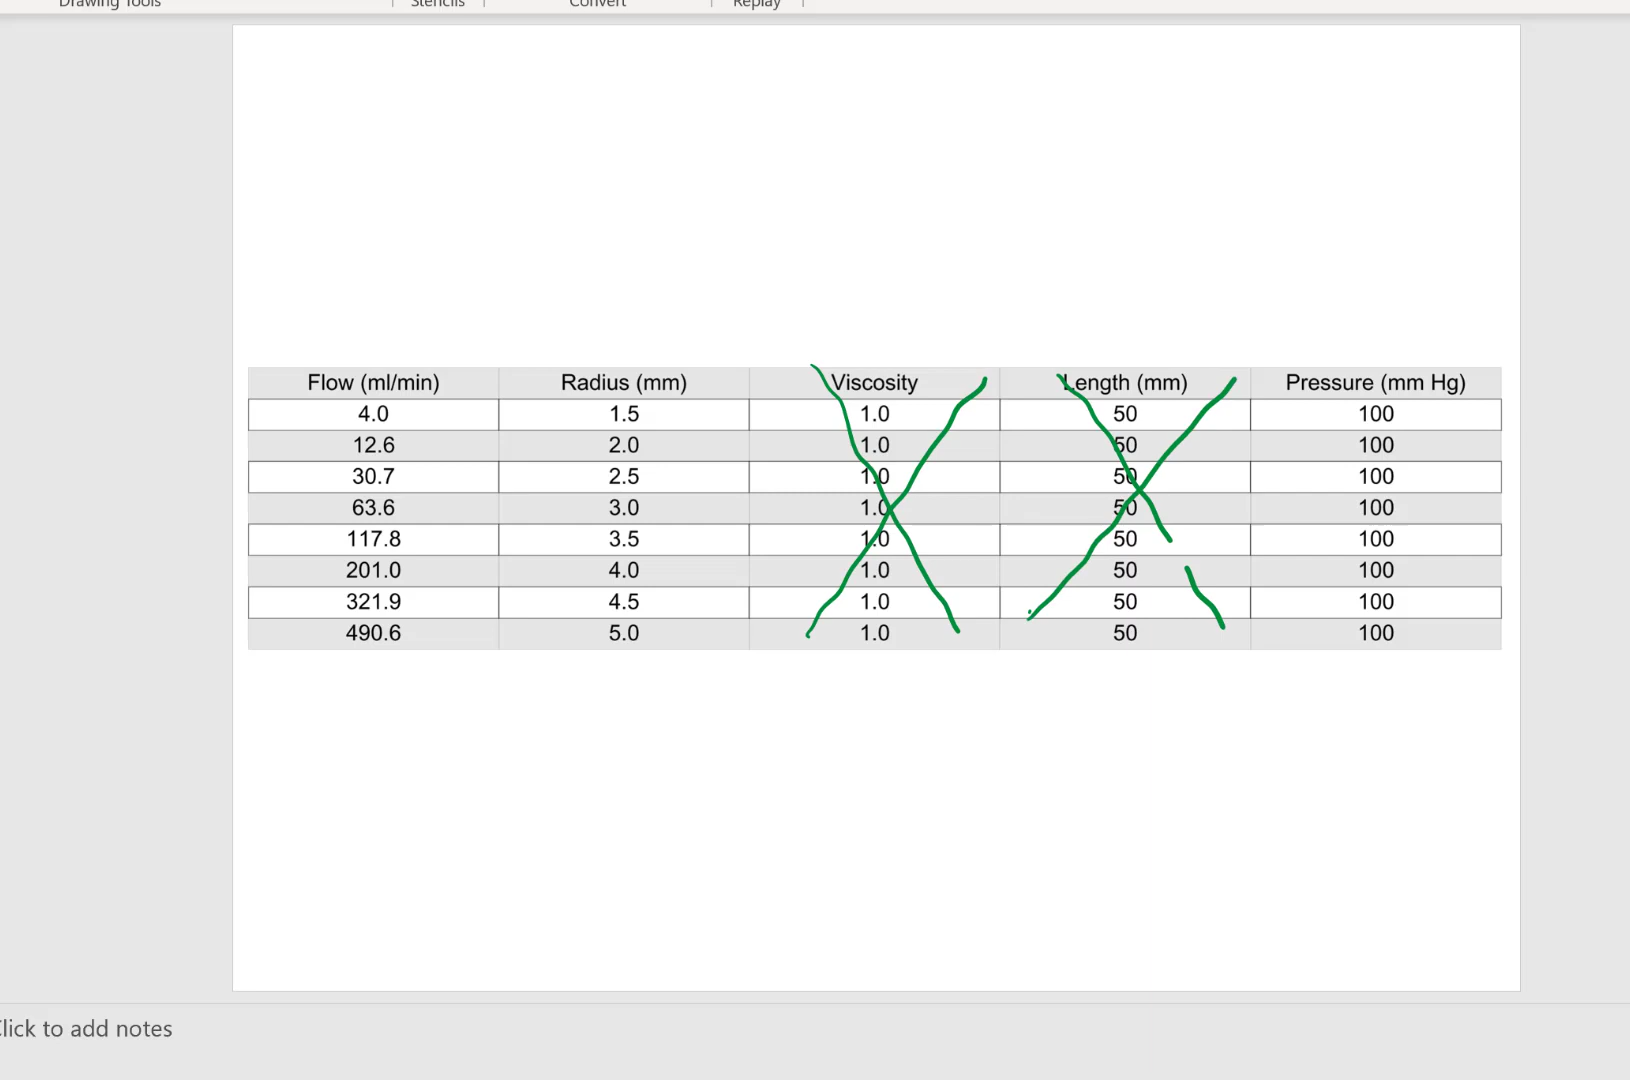 Drawing Tools Stencils Convert Replay
Flow (ml/min) Radius (mm) Viscosity Length (mm) Pressure (mm Hg)
4.0 1.5 1.0 50 100
12.6 2.0 1.0 50 100
30.7 2.5 1.0 50 100
63.6 3.0 1.0 50 100
117.8 3.5 1.0 50 100
201.0 4.0 1.0 50 100
321.9 4.5 1.0 50 100
490.6 5.0 1.0 50 100
lick to add notes